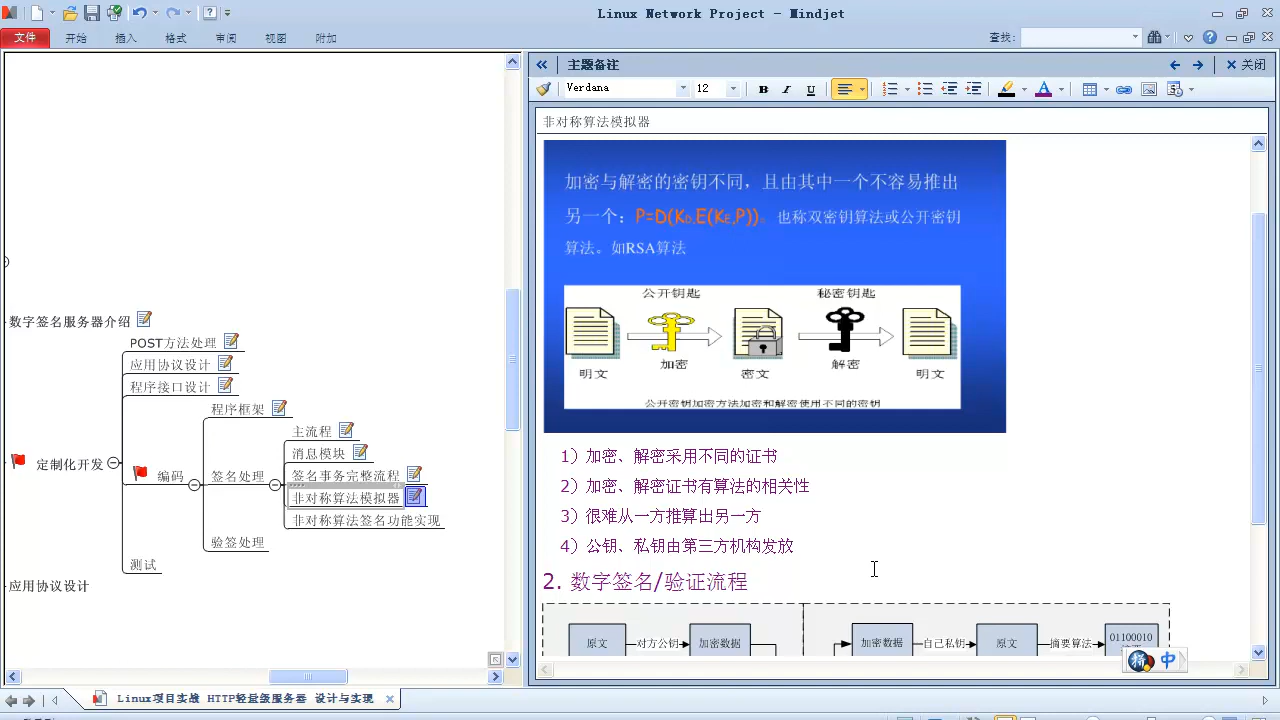 Linux Network Project - Mindjet
文件
开始
插入
格式
审阅
视图
附加
查找:
数字签名服务器介绍
POST方法处理
应用协议设计
程序接口设计
程序框架
主流程
消息模块
定制化开发
编码
签名处理
签名事务完整流程
非对称算法模拟器
非对称算法签名功能实现
验签处理
测试
应用协议设计
Linux项目实战 HTTP轻量级服务器 设计与实现
主题备注
关闭
Verdana
12
B
I
U
A
非对称算法模拟器
加密与解密的密钥不同，且由其中一个不容易推出
另一个：P=D(KD,E(KE,P))。也称双密钥算法或公开密钥
算法。如RSA算法
公开钥匙
秘密钥匙
加密
解密
明文
密文
明文
公开密钥加密方法加密和解密使用不同的密钥
1）加密、解密采用不同的证书
2）加密、解密证书有算法的相关性
3）很难从一方推算出另一方
4）公钥、私钥由第三方机构发放
2. 数字签名/验证流程
原文
对方公钥
加密数据
加密数据
自己私钥
原文
摘要算法
01100010
中